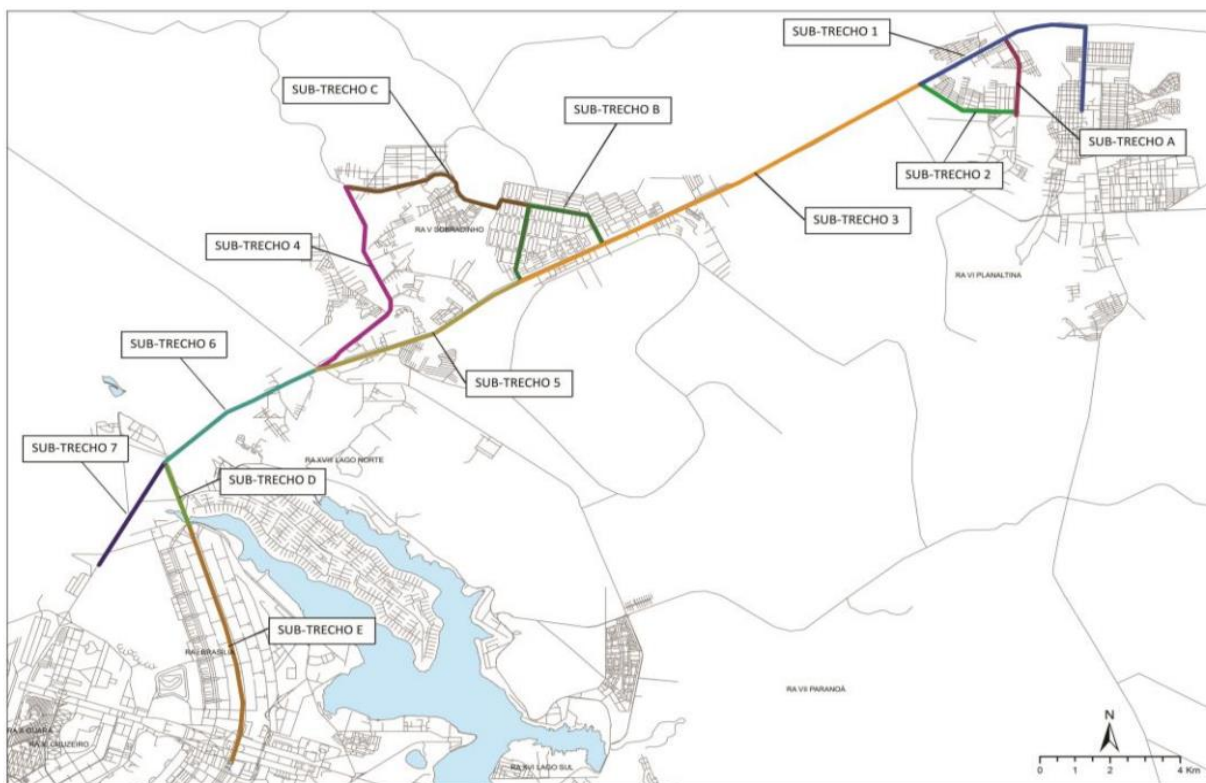 SUB-TRECHO 1
SUB-TRECHO C
SUB-TRECHO B
SUB-TRECHO A
SUB-TRECHO 2
SUB-TRECHO 3
RA V SOBRADINHO
SUB-TRECHO 4
RA VI PLANALTINA
SUB-TRECHO 6
SUB-TRECHO 5
SUB-TRECHO 7
RA XVIII LAGO NORTE
SUB-TRECHO D
SUB-TRECHO E
RA I BRASILIA
RA VII PARANOÁ
N
CRUZEIRO
RA XVI LAGO SUL
0 1 2 4 Km